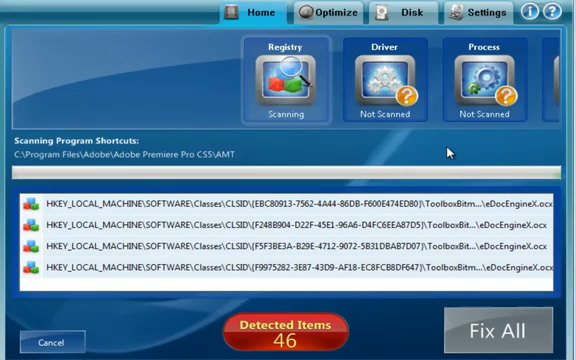 Home
Optimize
Disk
Settings
Registry
Scanning
Driver
Not Scanned
Process
Not Scanned
Scanning Program Shortcuts:
C:\Program Files\Adobe\Adobe Premiere Pro CS5\AMT
HKEY_LOCAL_MACHINE\SOFTWARE\Classes\CLSID\{EBC80913-7562-4A44-86DB-F600E474ED80}\ToolboxBitm...\eDocEngineX.ocx
HKEY_LOCAL_MACHINE\SOFTWARE\Classes\CLSID\{F248B904-D22F-45E1-96A6-D4FC6EEA87D5}\ToolboxBitm...\eDocEngineX.ocx
HKEY_LOCAL_MACHINE\SOFTWARE\Classes\CLSID\{F5F3BE3A-B29E-4712-9072-5B31DBAB7D07}\ToolboxBit...\eDocEngineX.ocx
HKEY_LOCAL_MACHINE\SOFTWARE\Classes\CLSID\{F9975282-3E87-43D9-AF18-EC8FCB8DF647}\ToolboxBitm...\eDocEngineX.ocx
Cancel
Detected Items
46
Fix All